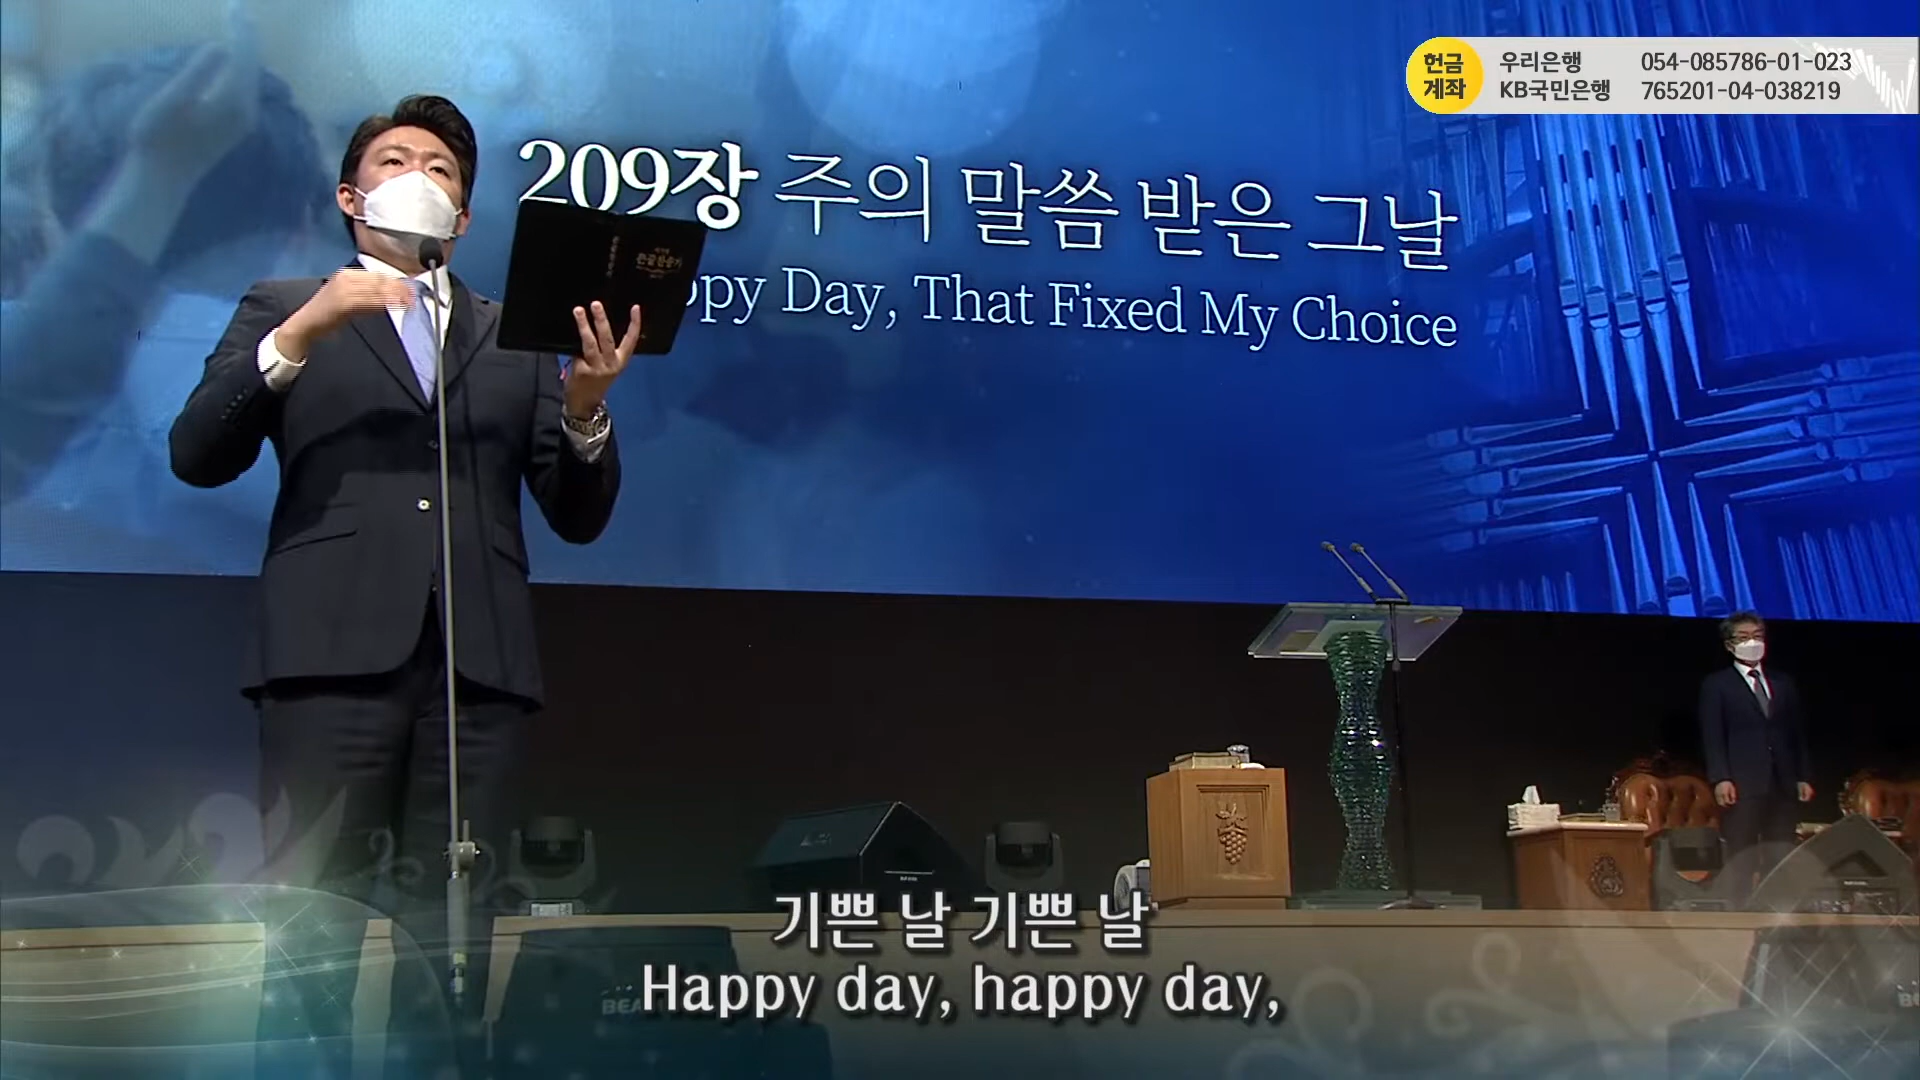 헌금
계좌
우리은행 054-085786-01-023
KB국민은행 765201-04-038219
209장 주의 말씀 받은 그날
ppy Day, That Fixed My Choice
기쁜 날 기쁜 날
Happy day, happy day,